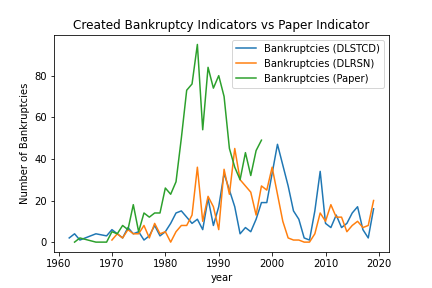 Created Bankruptcy Indicators vs Paper Indicator
Bankruptcies (DLSTCD)
Bankruptcies (DLRSN)
Bankruptcies (Paper)
Number of Bankruptcies
80
60
40
20
0
1960 1970 1980 1990 2000 2010 2020
year